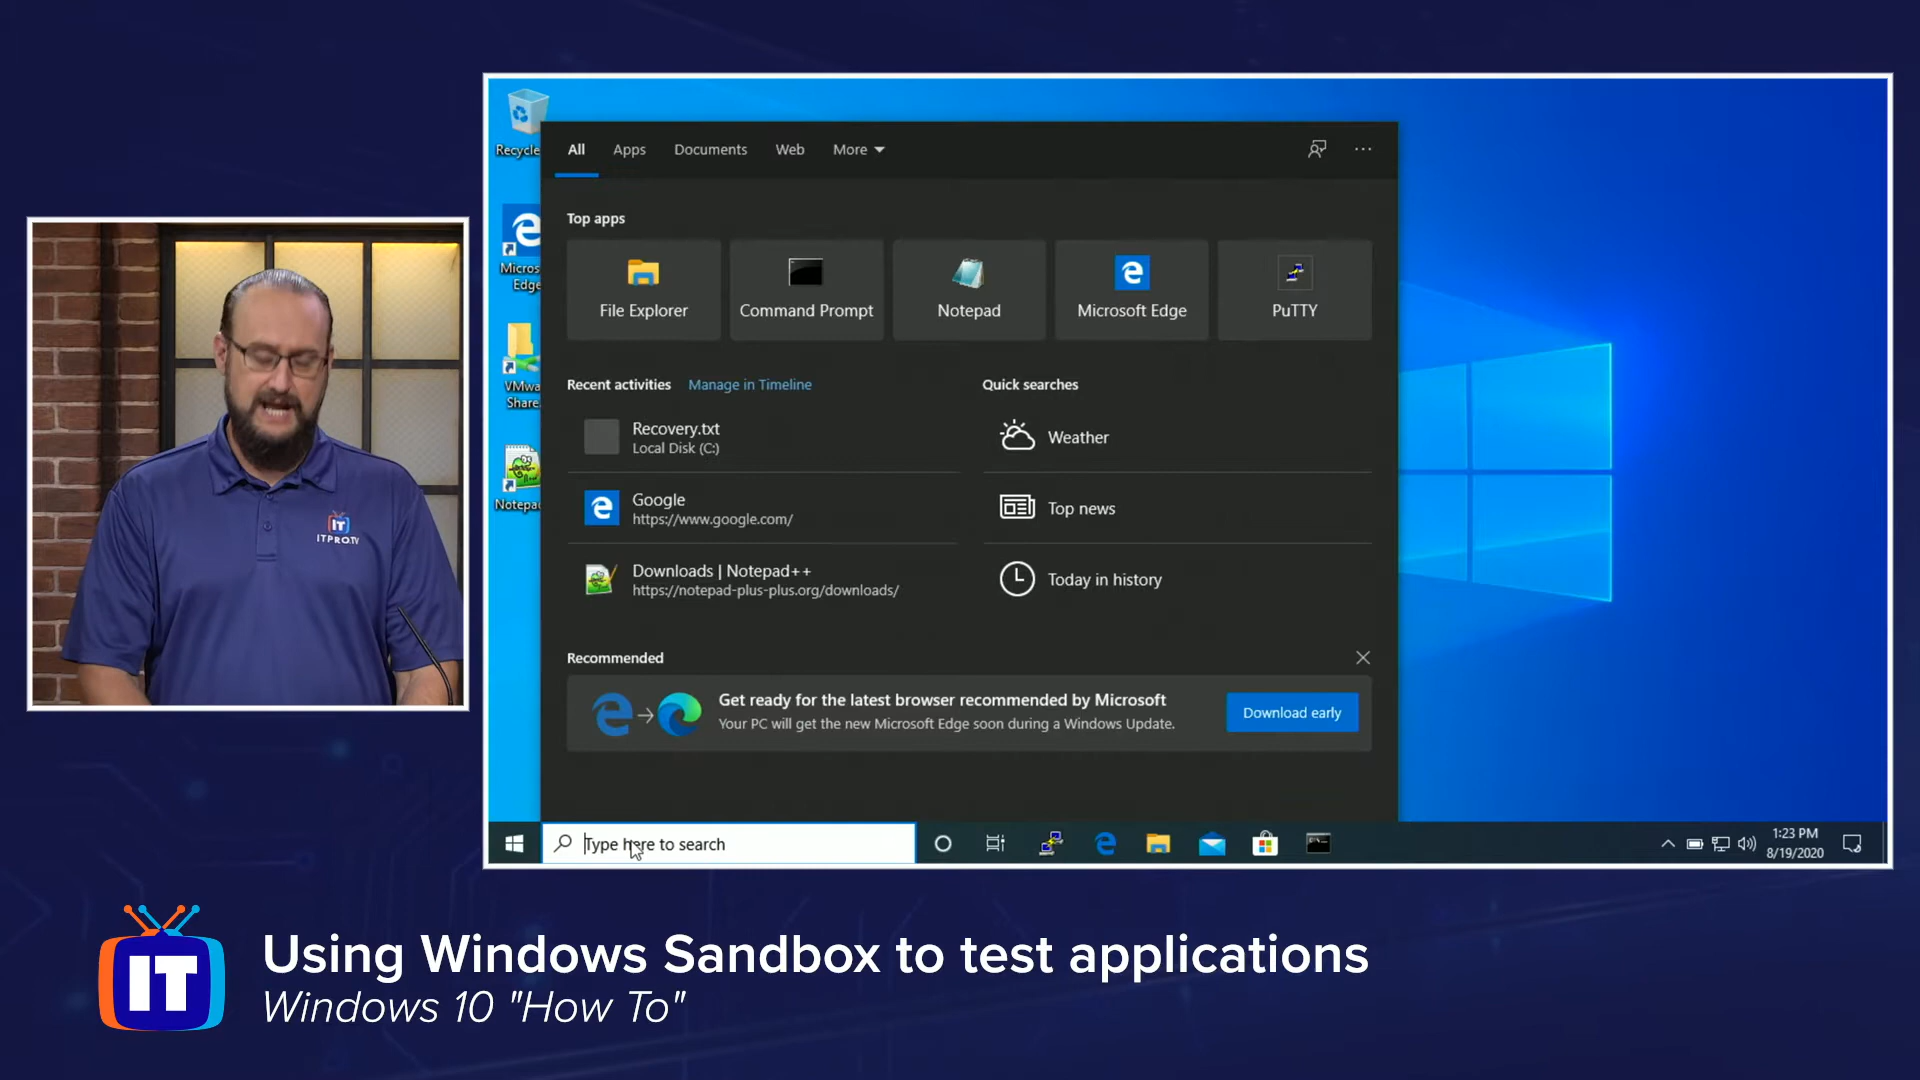 Recycle
Micros
Edge
VMwa
Share
Notepad
All Apps Documents Web More
Top apps
File Explorer Command Prompt Notepad Microsoft Edge PuTTY
Recent activities Manage in Timeline
Recovery.txt
Local Disk (C:)
Google
https://www.google.com/
Downloads | Notepad++
https://notepad-plus-plus.org/downloads/
Quick searches
Weather
Top news
Today in history
Recommended
Get ready for the latest browser recommended by Microsoft
Your PC will get the new Microsoft Edge soon during a Windows Update.
Download early
Type here to search
1:23 PM
8/19/2020
IT
ITPRO.TV
IT
Using Windows Sandbox to test applications
Windows 10 "How To"